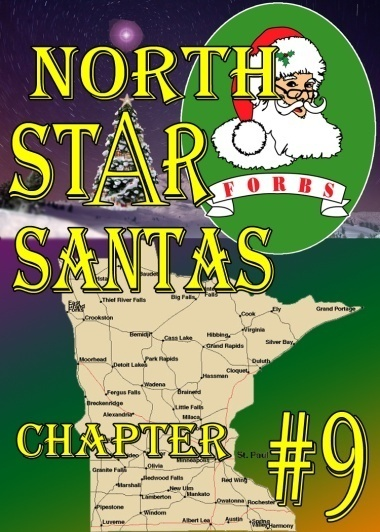 NORTH
STAR
SANTAS
FORBS
Thief River Falls
Big Falls
East Grand Forks
Crookston
Ely
Cook
Grand Portage
Virginia
Bemidji
Cass Lake
Hibbing
Grand Rapids
Silver Bay
Moorhead
Park Rapids
Detroit Lakes
Duluth
Cloquet
Wadena
Fergus Falls
Brainerd
Breckenridge
Little Falls
Alexandria
Milaca
CHAPTER
#9
St. Paul
Minneapolis
Granite Falls
Olivia
Redwood Falls
Marshall
New Ulm
Red Wing
Lamberton
Mankato
Owatonna
Rochester
Pipestone
Windom
Luverne
Albert Lea
Austin
Spring Valley
Harmony